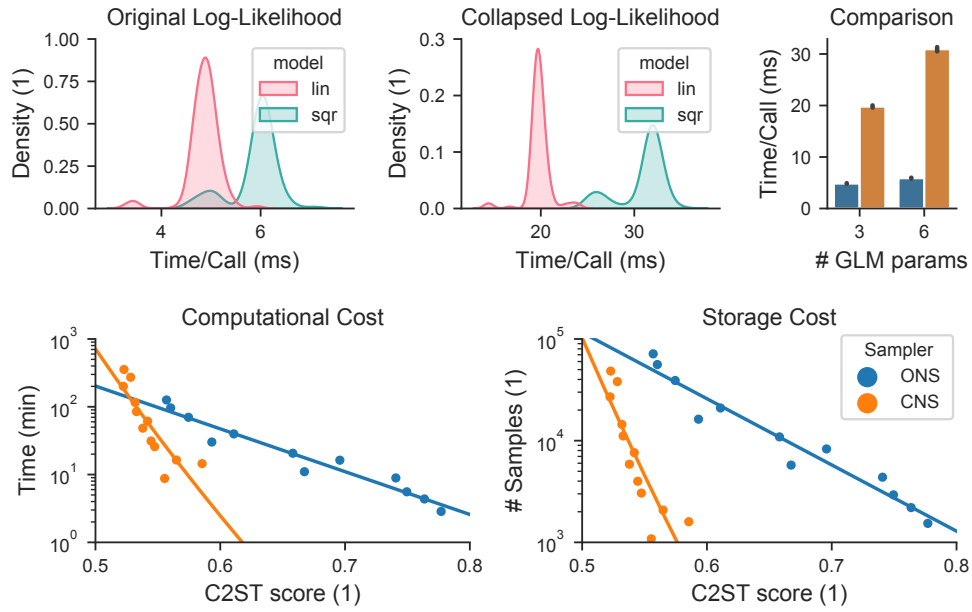 Original Log-Likelihood
Density (1)
1.00
0.75
0.50
0.25
0.00
4
6
Time/Call (ms)
model
lin
sqr
Collapsed Log-Likelihood
Density (1)
0.3
0.2
0.1
0.0
20
30
Time/Call (ms)
model
lin
sqr
Comparison
Time/Call (ms)
30
20
10
0
3
6
# GLM params
Computational Cost
Time (min)
10³
10²
10¹
10⁰
0.5
0.6
0.7
0.8
C2ST score (1)
Storage Cost
# Samples (1)
10⁵
10⁴
10³
0.5
0.6
0.7
0.8
C2ST score (1)
Sampler
ONS
CNS